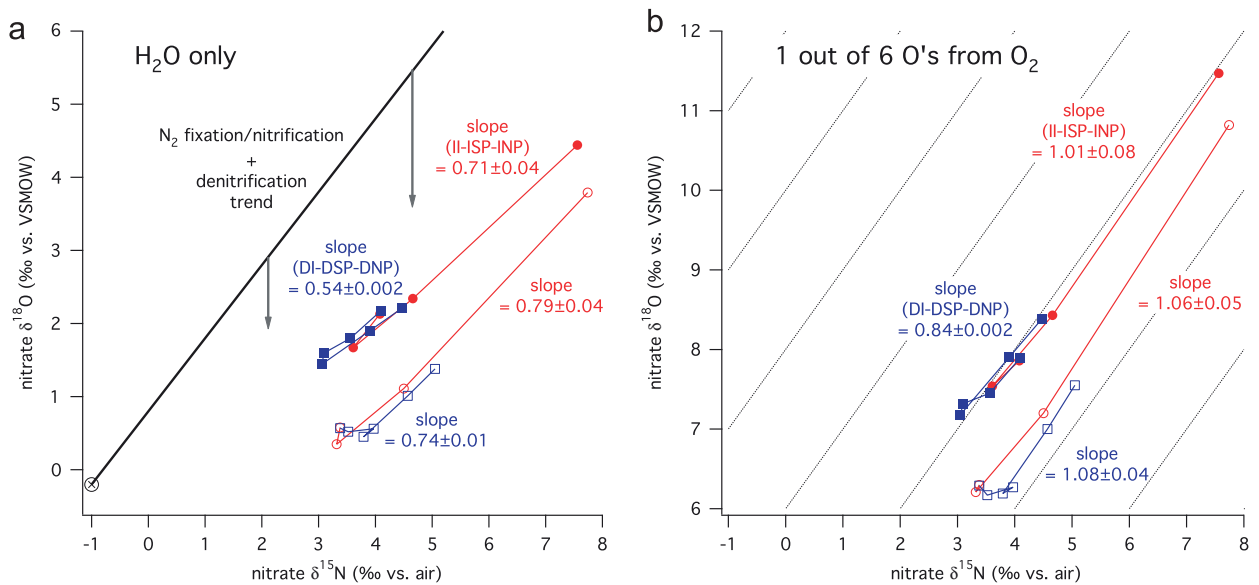 a
H₂O only
N₂ fixation/nitrification
+
denitrification
trend
slope
(II-ISP-INP)
= 0.71±0.04
slope
(DI-DSP-DNP)
= 0.54±0.002
slope
= 0.79±0.04
slope
= 0.74±0.01
nitrate δ¹⁸O (‰ vs. VSMOW)
6
5
4
3
2
1
0
-1 0 1 2 3 4 5 6 7 8
nitrate δ¹⁵N (‰ vs. air)
b
1 out of 6 O's from O₂
slope
(II-ISP-INP)
= 1.01±0.08
slope
(DI-DSP-DNP)
= 0.84±0.002
slope
= 1.06±0.05
slope
= 1.08±0.04
nitrate δ¹⁸O (‰ vs. VSMOW)
12
11
10
9
8
7
6
-1 0 1 2 3 4 5 6 7 8
nitrate δ¹⁵N (‰ vs. air)